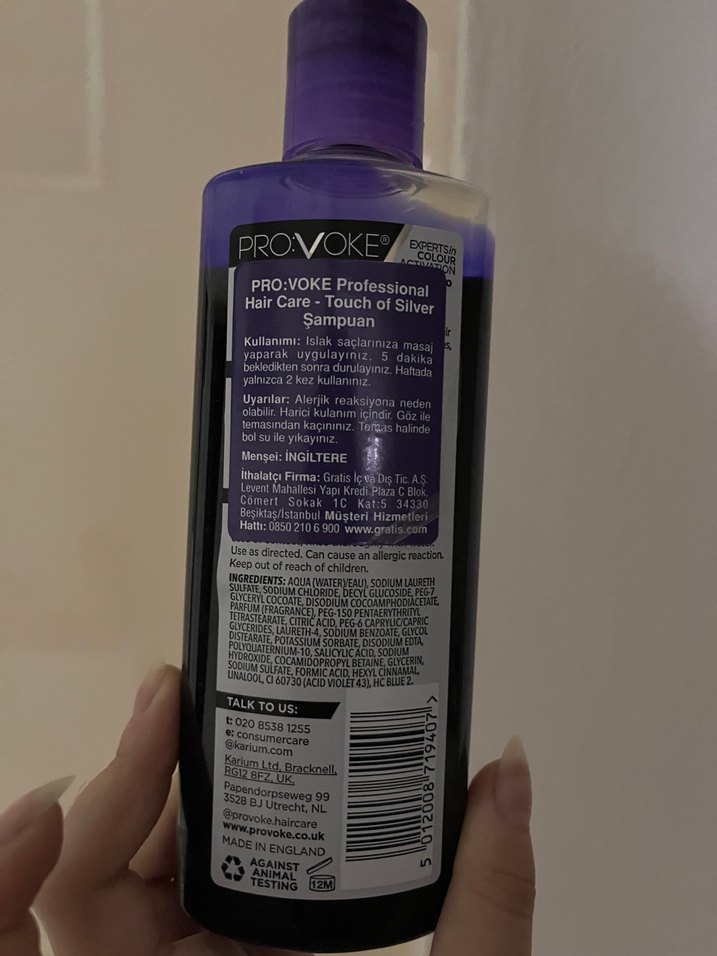 PRO:VOKE®
EXPERTS in
COLOUR
ACTIVATION
PRO:VOKE Professional
Hair Care - Touch of Silver
Şampuan
Kullanımı: Islak saçlarınıza masaj
yaparak uygulayınız, 5 dakika
bekledikten sonra durulayınız. Haftada
yalnızca 2 kez kullanınız.
Uyarılar: Alerjik reaksiyona neden
olabilir. Harici kulanım içindir. Göz ile
temasından kaçınınız. Temas halinde
bol su ile yıkayınız.
Menşei: İNGİLTERE
İthalatçı Firma: Gratis İç ve Dış Tic. A.Ş.
Levent Mahallesi Yapı Kredi Plaza C Blok,
Cömert Sokak 1C Kat:5 34330
Beşiktaş/İstanbul Müşteri Hizmetleri
Hattı: 0850 210 6 900 www.gratis.com
Use as directed. Can cause an allergic reaction.
Keep out of reach of children.
INGREDIENTS: AQUA (WATER)/EAU), SODIUM LAURETH
SULFATE, SODIUM CHLORIDE, DECYL GLUCOSIDE, PEG-7
GLYCERYL COCOATE, DISODIUM COCOAMPHODIACETATE,
PARFUM (FRAGRANCE), PEG-150 PENTAERYTHRITYL
TETRASTEARATE, CITRIC ACID, PEG-6 CAPRYLIC/CAPRIC
GLYCERIDES, LAURETH-4, SODIUM BENZOATE, GLYCOL
DISTEARATE, POTASSIUM SORBATE, DISODIUM EDTA,
POLYQUATERNIUM-10, SALICYLIC ACID, SODIUM
HYDROXIDE, COCAMIDOPROPYL BETAINE, GLYCERIN,
SODIUM SULFATE, FORMIC ACID, HEXYL CINNAMAL,
LINALOOL, CI 60730 (ACID VIOLET 43), HC BLUE 2.
TALK TO US:
t: 020 8538 1255
e: consumercare
@karium.com
Karium Ltd, Bracknell,
RG12 8FZ, UK.
Papendorpseweg 99
3528 BJ Utrecht, NL
@provoke.haircare
www.provoke.co.uk
MADE IN ENGLAND
AGAINST
ANIMAL
TESTING
12M
5 012008 719407 >